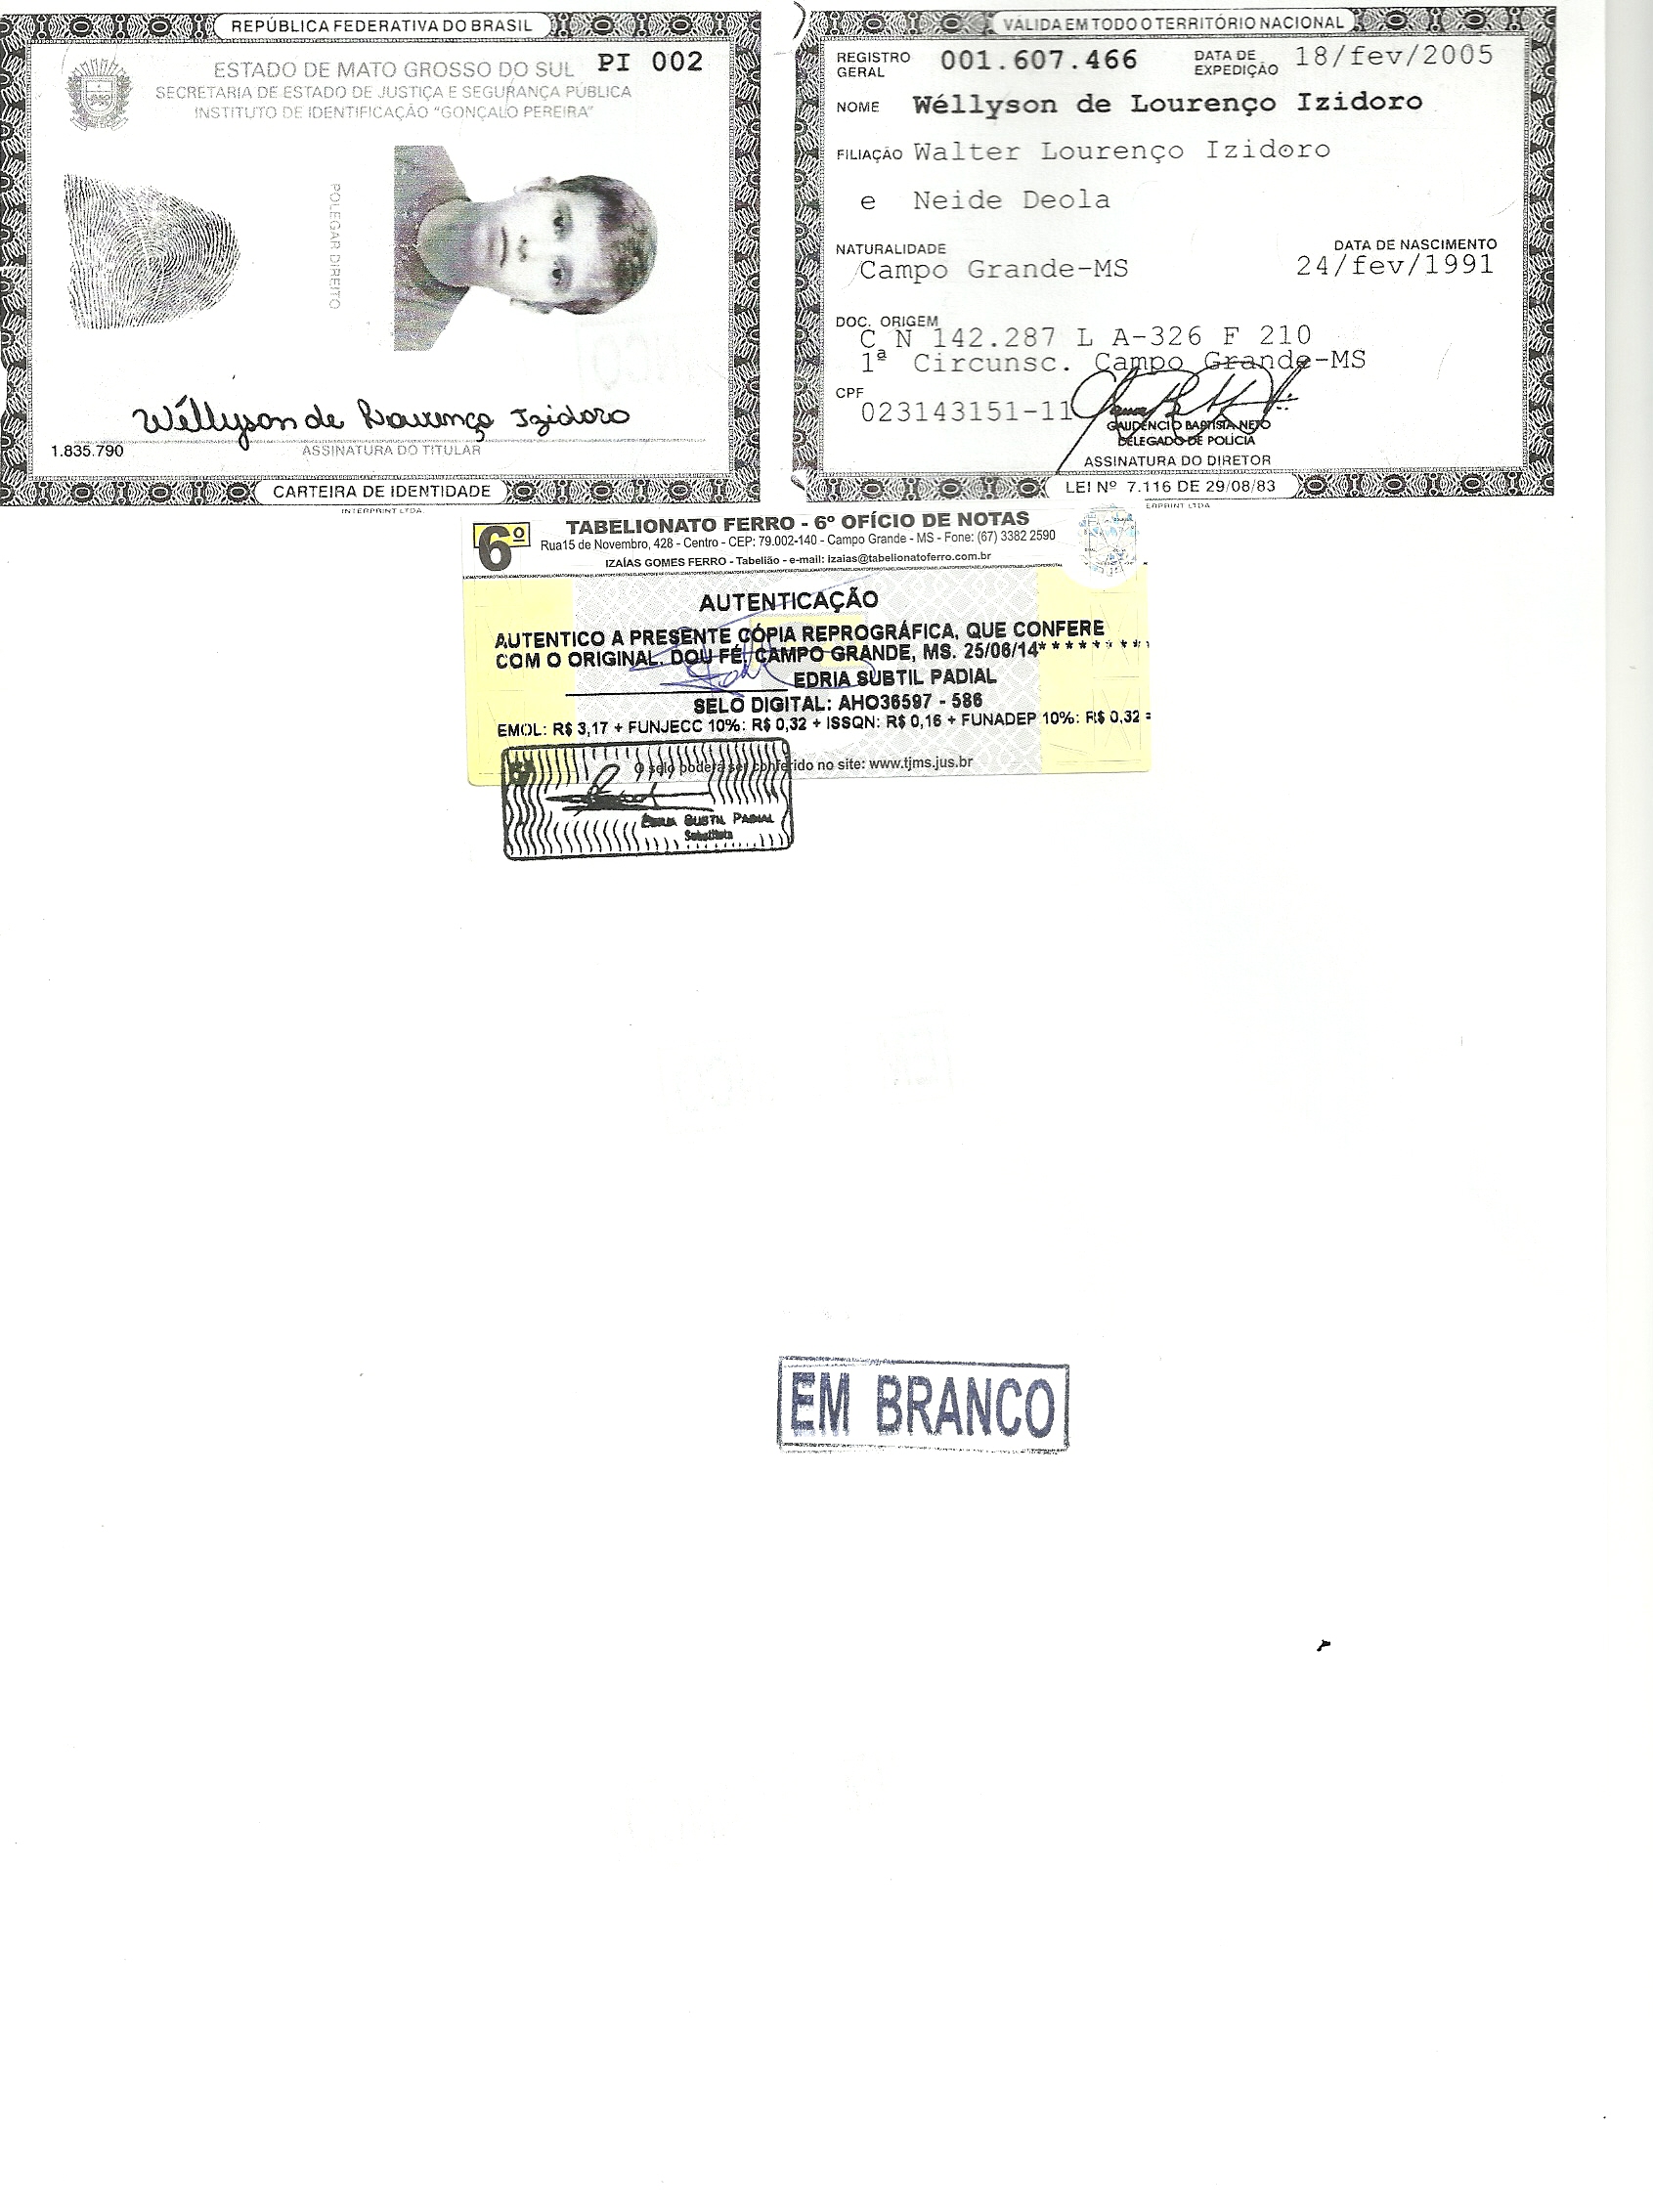 REPÚBLICA FEDERATIVA DO BRASIL
ESTADO DE MATO GROSSO DO SUL PI 002
SECRETARIA DE ESTADO DE JUSTIÇA E SEGURANÇA PÚBLICA
INSTITUTO DE IDENTIFICAÇÃO "GONÇALO PEREIRA"
POLEGAR DIREITO
Wéllyson de Lourenço Izidoro
1.835.790
ASSINATURA DO TITULAR
CARTEIRA DE IDENTIDADE
INTERPRINT LTDA.
VÁLIDA EM TODO O TERRITÓRIO NACIONAL
REGISTRO GERAL 001.607.466 DATA DE EXPEDIÇÃO 18/fev/2005
NOME Wéllyson de Lourenço Izidoro
FILIAÇÃO Walter Lourenço Izidoro
e Neide Deola
NATURALIDADE DATA DE NASCIMENTO
Campo Grande-MS 24/fev/1991
DOC. ORIGEM
C N 142.287 L A-326 F 210
1ª Circunsc. Campo Grande-MS
CPF
023143151-11
GAUDÊNCIO BAPTISTA NETO
DELEGADO DE POLÍCIA
ASSINATURA DO DIRETOR
LEI Nº 7.116 DE 29/08/83
6º
TABELIONATO FERRO - 6º OFÍCIO DE NOTAS
Rua15 de Novembro, 428 - Centro - CEP: 79.002-140 - Campo Grande - MS - Fone: (67) 3382 2590
IZAÍAS GOMES FERRO - Tabelião - e-mail: izaias@tabelionatoferro.com.br
AUTENTICAÇÃO
AUTENTICO A PRESENTE CÓPIA REPROGRÁFICA, QUE CONFERE
COM O ORIGINAL. DOU FÉ. CAMPO GRANDE, MS. 25/06/14*********
EDRIA SUBTIL PADIAL
SELO DIGITAL: AHO36597 - 586
EMOL: R$ 3,17 + FUNJECC 10%: R$ 0,32 + ISSQN: R$ 0,16 + FUNADEP 10%: R$ 0,32 =
O selo poderá ser conferido no site: www.tjms.jus.br
EDRIA SUBTIL PADIAL
Substituta
EM BRANCO